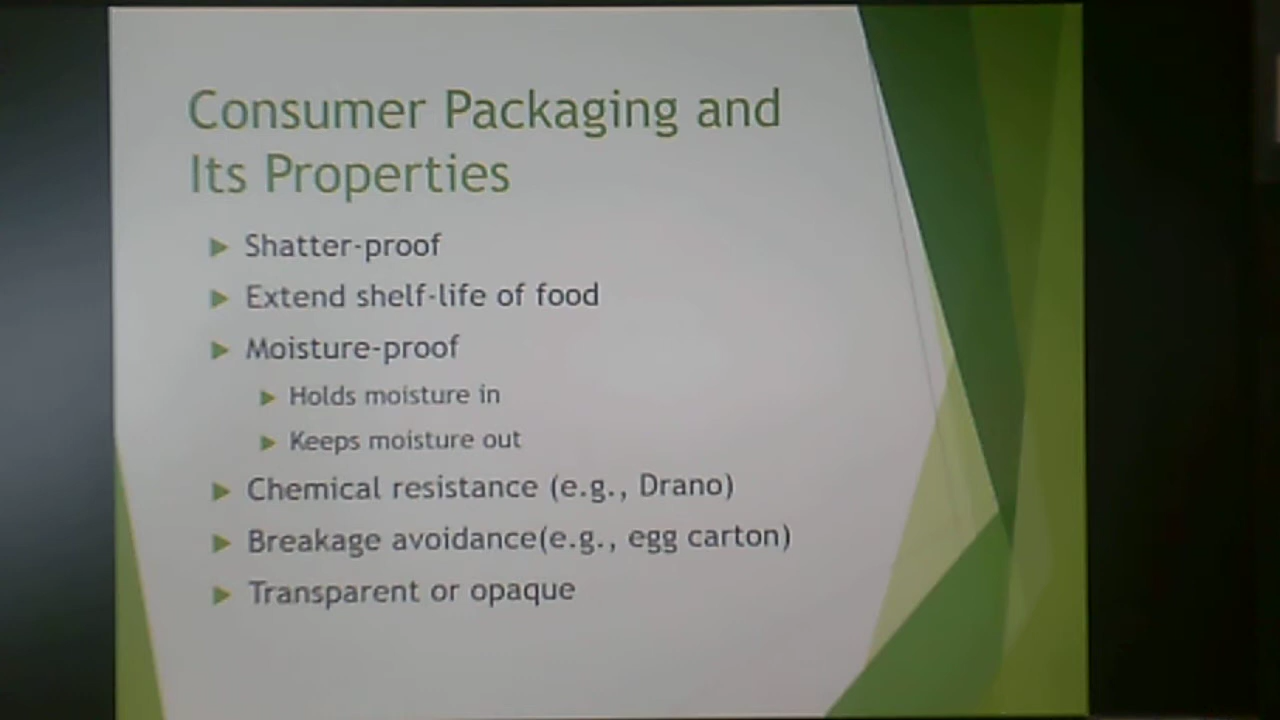 Consumer Packaging and
Its Properties
Shatter-proof
Extend shelf-life of food
Moisture-proof
Holds moisture in
Keeps moisture out
Chemical resistance (e.g., Drano)
Breakage avoidance(e.g., egg carton)
Transparent or opaque